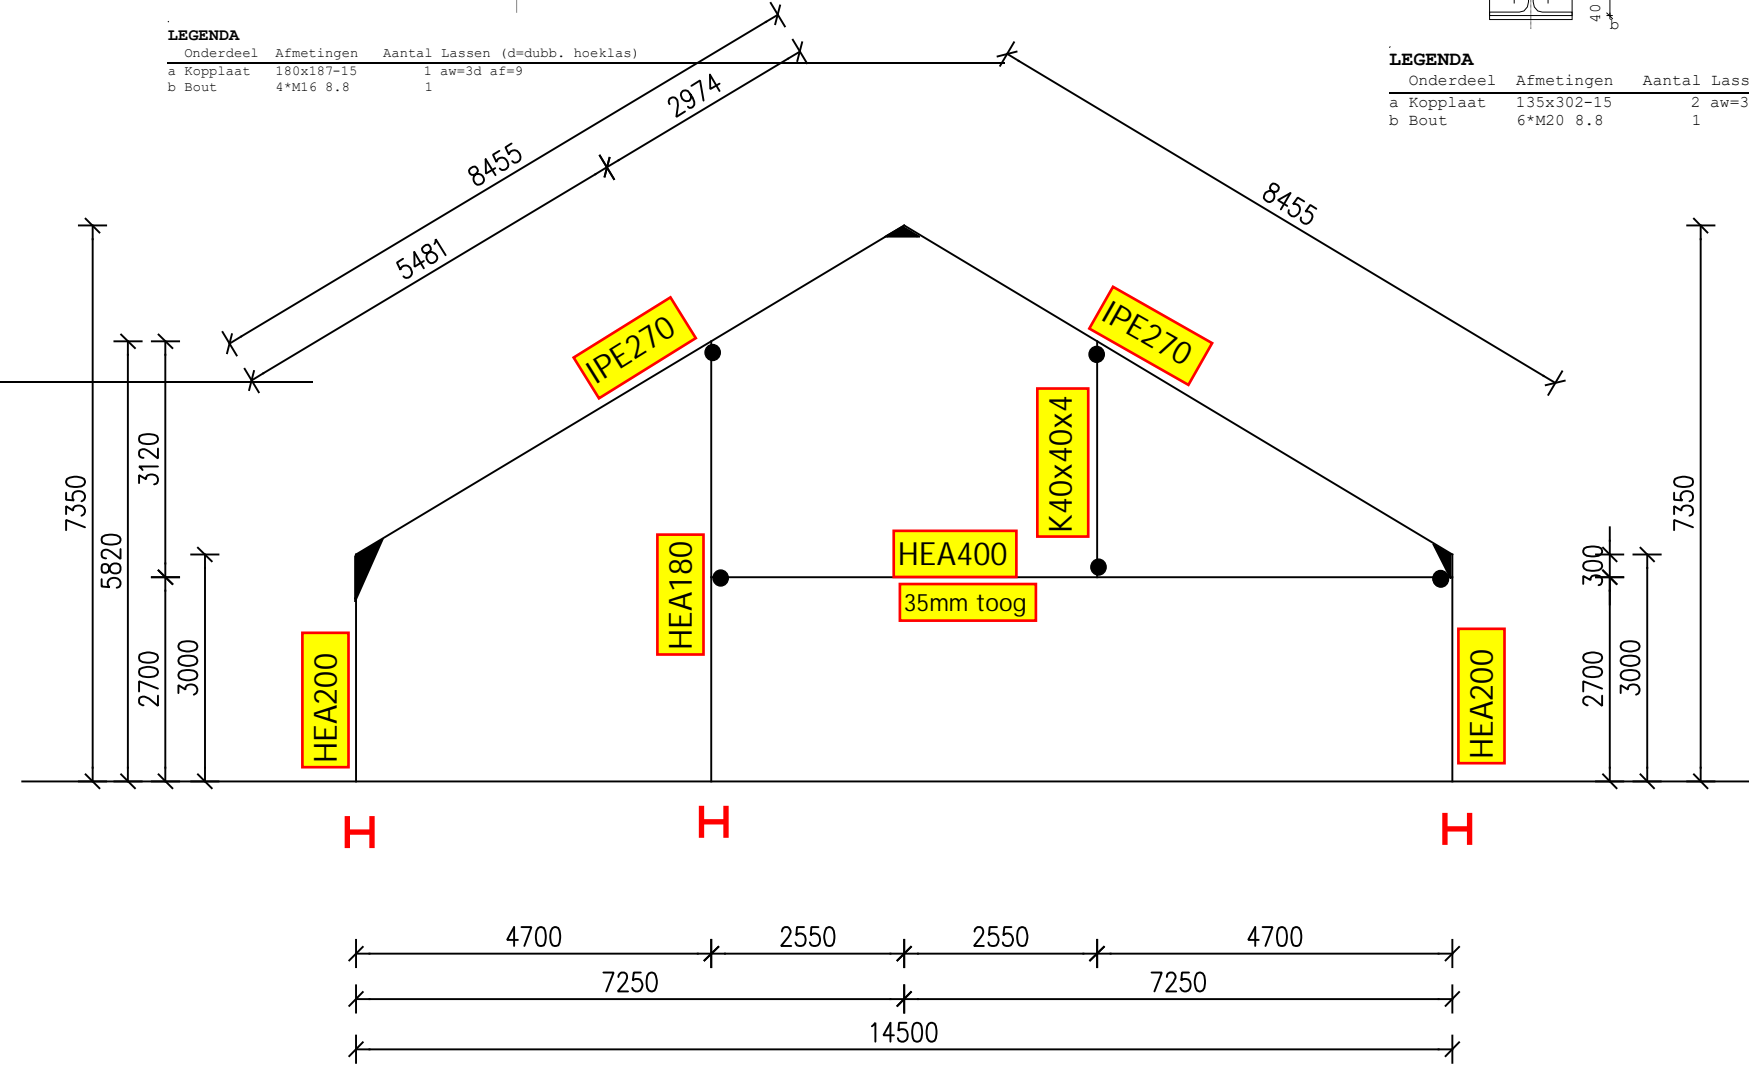 LEGENDA
Onderdeel Afmetingen Aantal Lassen (d=dubb. hoeklas)
a Kopplaat 180x187-15 1 aw=3d af=9
b Bout 4*M16 8.8 1
40
b
LEGENDA
Onderdeel Afmetingen Aantal Lass
a Kopplaat 135x302-15 2 aw=3
b Bout 6*M20 8.8 1
8455
2974
5481
8455
IPE270
IPE270
7350
5820
3120
2700
3000
K40x40x4
HEA400
35mm toog
HEA180
HEA200
HEA200
300
2700
3000
7350
H
H
H
4700 2550 2550 4700
7250 7250
14500